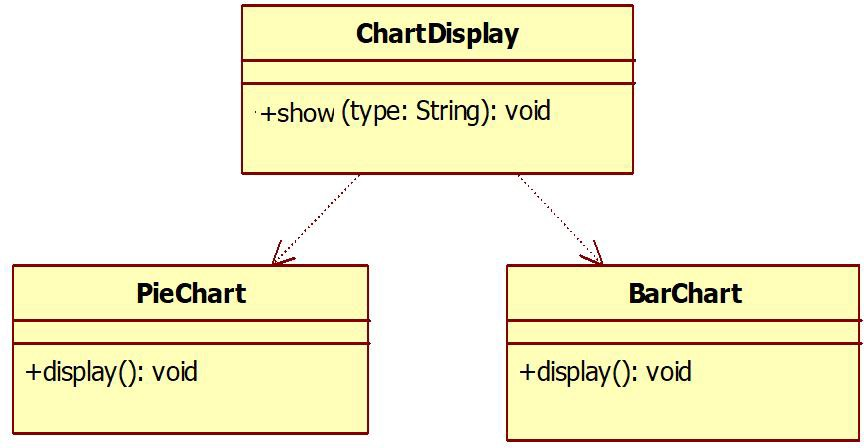 ChartDisplay
+show (type: String): void
PieChart
BarChart
+display(): void
+display(): void